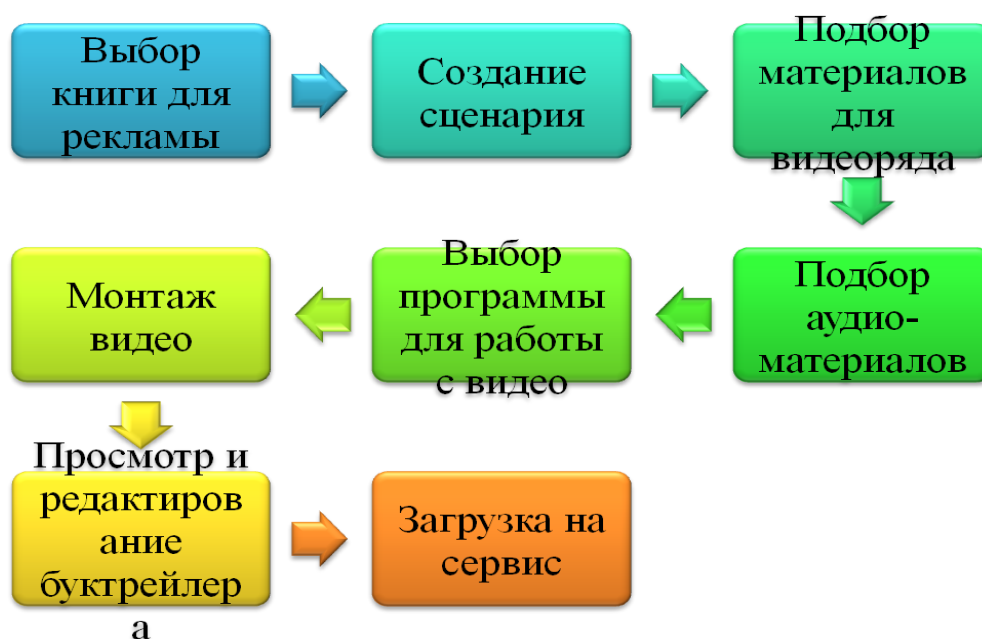 Выбор
книги для
рекламы
Создание
сценария
Подбор
материалов
для
видеоряда
Подбор
аудио-
материалов
Выбор
программы
для работы
с видео
Монтаж
видео
Просмотр и
редактиров
ание
буктрейлер
а
Загрузка на
сервис